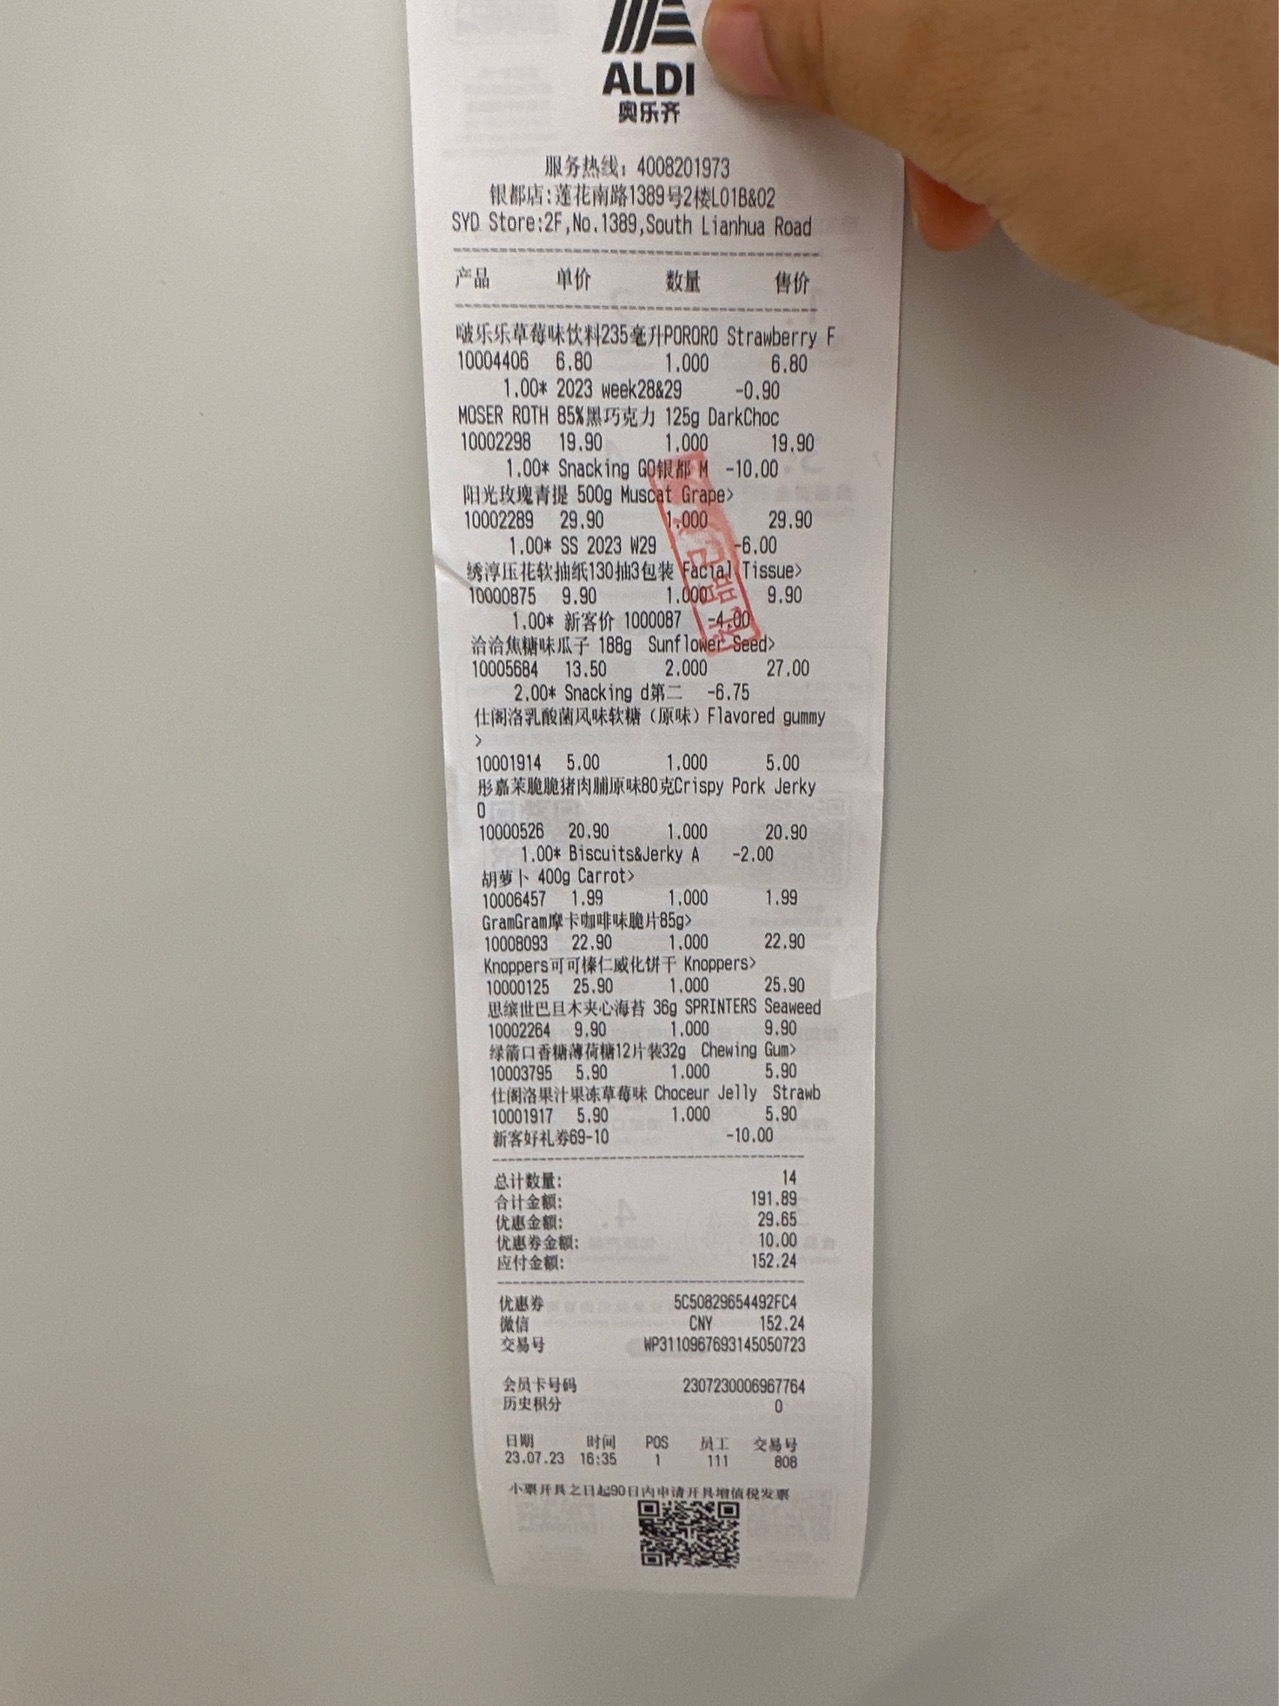 ALDI
奥乐齐
服务热线: 4008201973
银都店:莲花南路1389号2楼L01B&02
SYD Store:2F,No.1389,South Lianhua Road
产品 单价 数量 售价
啵乐乐草莓味饮料235毫升PORORO Strawberry F
10004406 6.80 1.000 6.80
1.00* 2023 week28&29 -0.90
MOSER ROTH 85%黑巧克力 125g DarkChoc
10002298 19.90 1.000 19.90
1.00* Snacking GO银都 M -10.00
阳光玫瑰青提 500g Muscat Grape>
10002289 29.90 1.000 29.90
1.00* SS 2023 W29 -6.00
绣淳压花软抽纸130抽3包装 Facial Tissue>
10000875 9.90 1.000 9.90
1.00* 新客价 1000087 -4.00
洽洽焦糖味瓜子 188g Sunflower Seed>
10005684 13.50 2.000 27.00
2.00* Snacking d第二 -6.75
仕阁洛乳酸菌风味软糖（原味）Flavored gummy
>
10001914 5.00 1.000 5.00
彤嘉茉脆脆猪肉脯原味80克Crispy Pork Jerky
O
10000526 20.90 1.000 20.90
1.00* Biscuits&Jerky A -2.00
胡萝卜 400g Carrot>
10006457 1.99 1.000 1.99
GramGram摩卡咖啡味脆片85g>
10008093 22.90 1.000 22.90
Knoppers可可榛仁威化饼干 Knoppers>
10000125 25.90 1.000 25.90
思缤世巴旦木夹心海苔 36g SPRINTERS Seaweed
10002264 9.90 1.000 9.90
绿箭口香糖薄荷糖12片装32g Chewing Gum>
10003795 5.90 1.000 5.90
仕阁洛果汁果冻草莓味 Choceur Jelly Strawb
10001917 5.90 1.000 5.90
新客好礼券69-10 -10.00
总计数量: 14
合计金额: 191.89
优惠金额: 29.65
优惠券金额: 10.00
应付金额: 152.24
优惠券 5C50829654492FC4
微信 CNY 152.24
交易号 WP3110967693145050723
会员卡号码 2307230006967764
历史积分 0
日期 时间 POS 员工 交易号
23.07.23 16:35 1 111 808
小票开具之日起90日内申请开具增值税发票